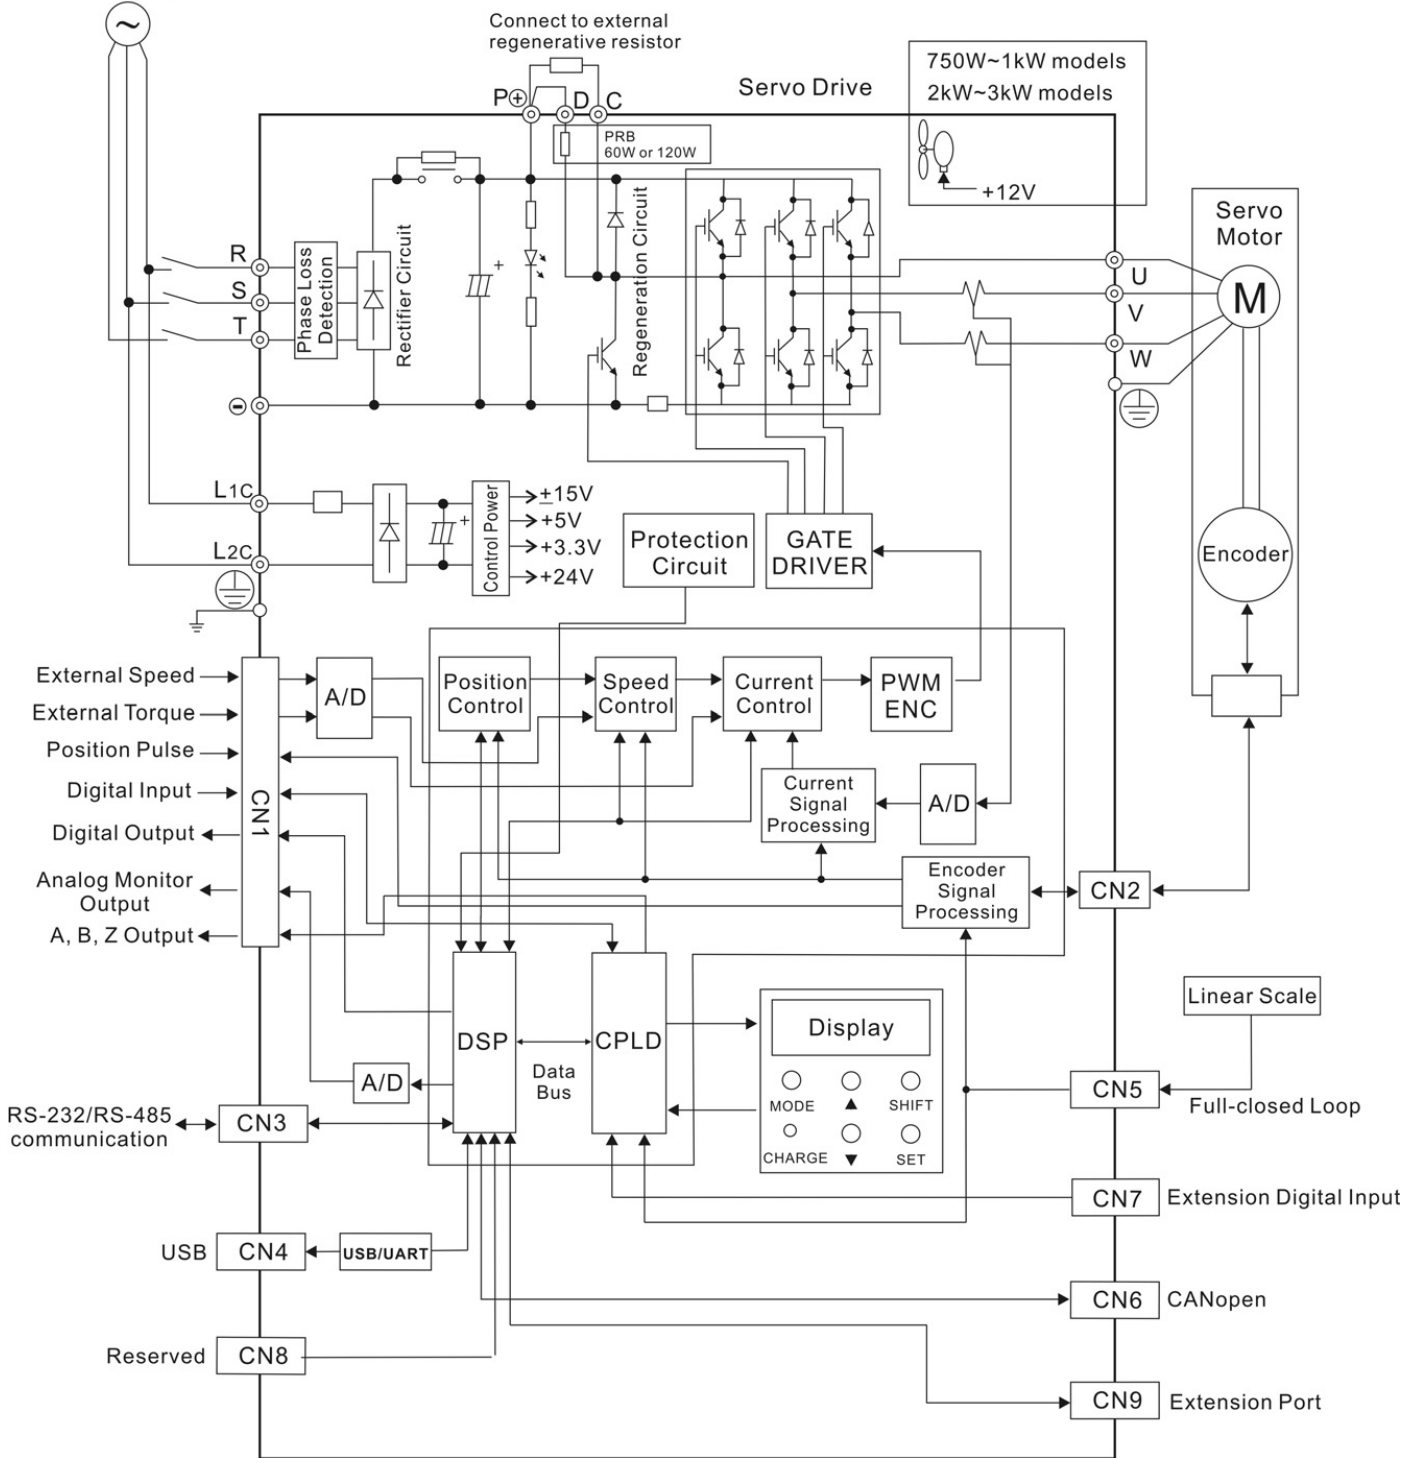 ~
Connect to external
regenerative resistor
P⊕
D
C
Servo Drive
750W~1kW models
2kW~3kW models
+12V
PRB
60W or 120W
R
S
T
Phase Loss
Detection
Rectifier Circuit
+
Regeneration Circuit
⊖
U
V
W
Servo
Motor
M
Encoder
L1C
L2C
+
Control Power
±15V
+5V
+3.3V
+24V
Protection
Circuit
GATE
DRIVER
External Speed
External Torque
Position Pulse
Digital Input
Digital Output
Analog Monitor
Output
A, B, Z Output
CN1
A/D
Position
Control
Speed
Control
Current
Control
PWM
ENC
Current
Signal
Processing
A/D
Encoder
Signal
Processing
CN2
Linear Scale
DSP
Data
Bus
CPLD
Display
MODE
▲
SHIFT
CHARGE
▼
SET
A/D
CN5
Full-closed Loop
RS-232/RS-485
communication
CN3
CN7
Extension Digital Input
USB
CN4
USB/UART
CN6
CANopen
Reserved
CN8
CN9
Extension Port